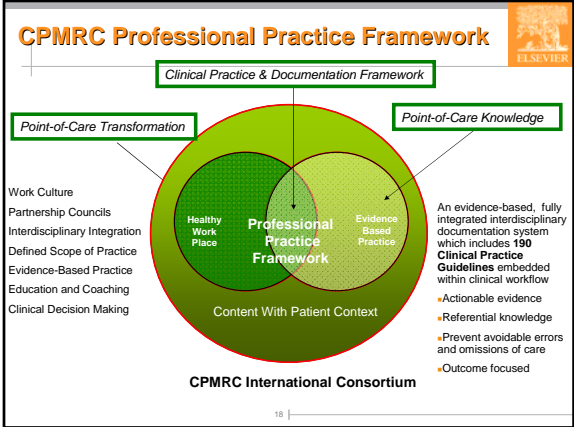 CPMRC Professional Practice Framework
ELSEVIER
Clinical Practice & Documentation Framework
Point-of-Care Transformation
Point-of-Care Knowledge
Work Culture
Partnership Councils
Interdisciplinary Integration
Defined Scope of Practice
Evidence-Based Practice
Education and Coaching
Clinical Decision Making
Healthy
Work
Place
Professional
Practice
Framework
Evidence
Based
Practice
Content With Patient Context
An evidence-based, fully
integrated interdisciplinary
documentation system
which includes 190
Clinical Practice
Guidelines embedded
within clinical workflow
▪Actionable evidence
▪Referential knowledge
▪Prevent avoidable errors
and omissions of care
▪Outcome focused
CPMRC International Consortium
18